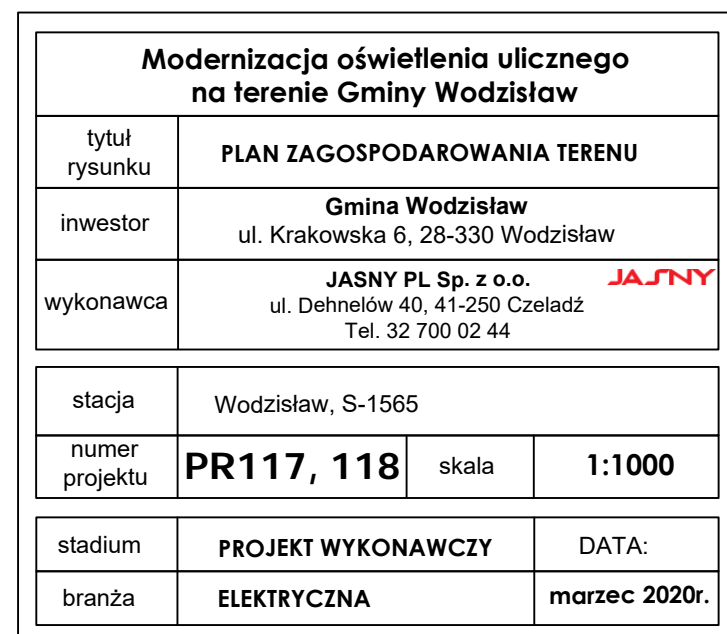 Modernizacja oświetlenia ulicznego
na terenie Gminy Wodzisław
tytuł
rysunku
PLAN ZAGOSPODAROWANIA TERENU
inwestor
Gmina Wodzisław
ul. Krakowska 6, 28-330 Wodzisław
wykonawca
JASNY PL Sp. z o.o.
JASNY
ul. Dehnelów 40, 41-250 Czeladź
Tel. 32 700 02 44
stacja
Wodzisław, S-1565
numer
projektu
PR117, 118
skala
1:1000
stadium
PROJEKT WYKONAWCZY
DATA:
branża
ELEKTRYCZNA
marzec 2020r.